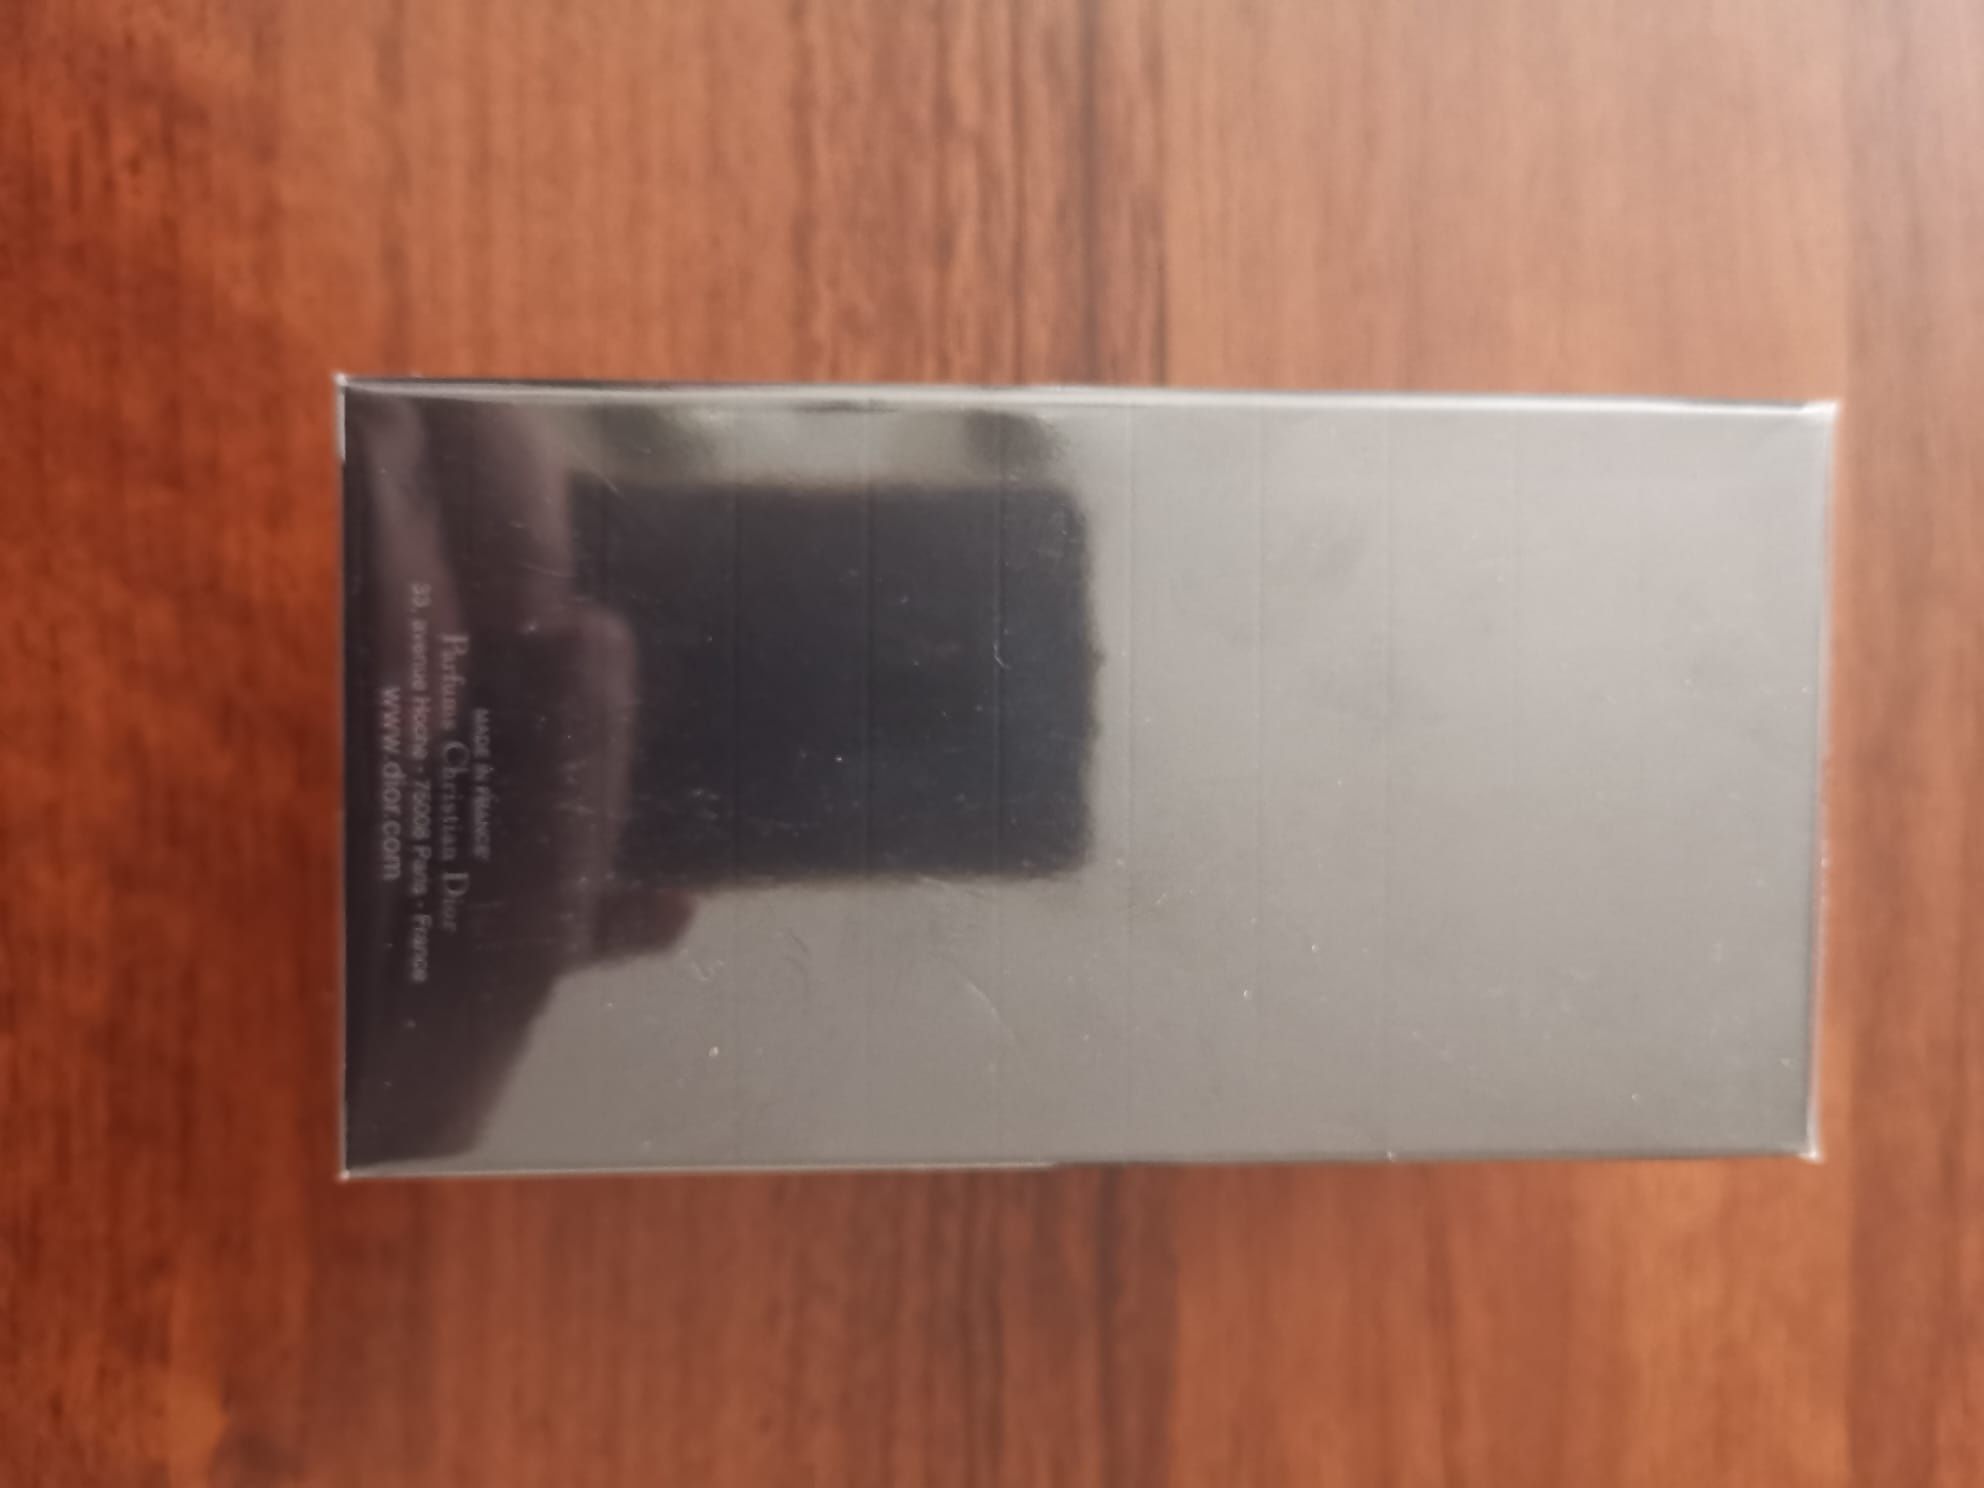 MADE IN FRANCE
Parfums Christian Dior
33, avenue Hoche - 75008 Paris - France
www.dior.com